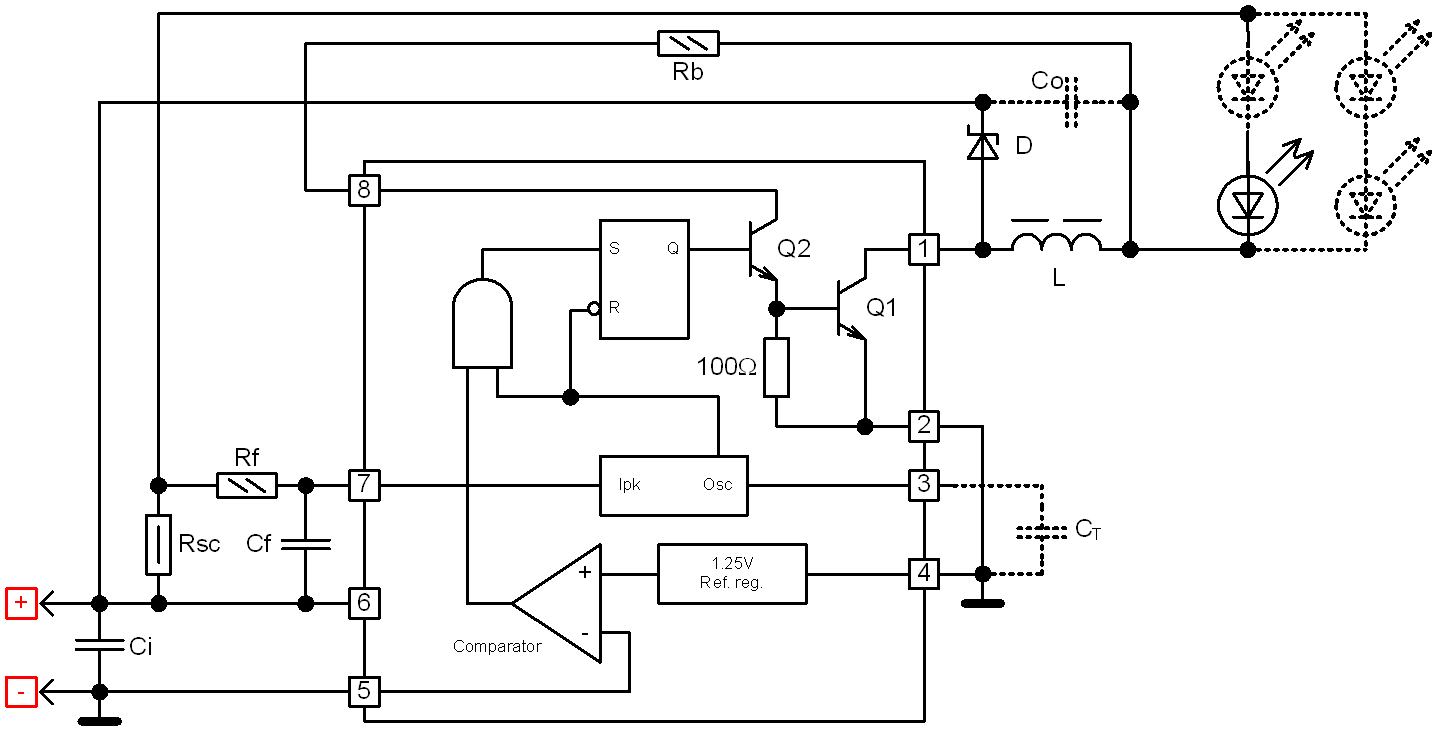 Rb
Co
D
8
S
Q
Q2
1
L
R
Q1
100Ω
2
Rf
7
Ipk
Osc
3
Rsc
Cf
CT
1.25V
Ref. reg.
4
+
+
6
-
Ci
Comparator
-
5